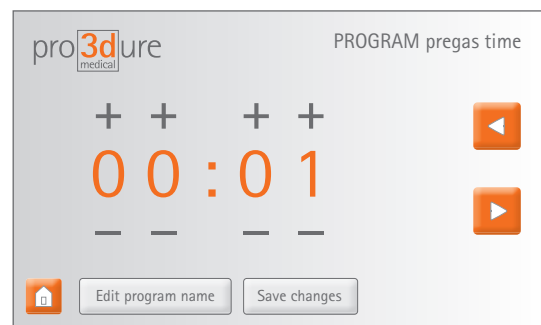 pro3dure
medical
PROGRAM pregas time
+ + + +
00:01
− − − −
Edit program name
Save changes